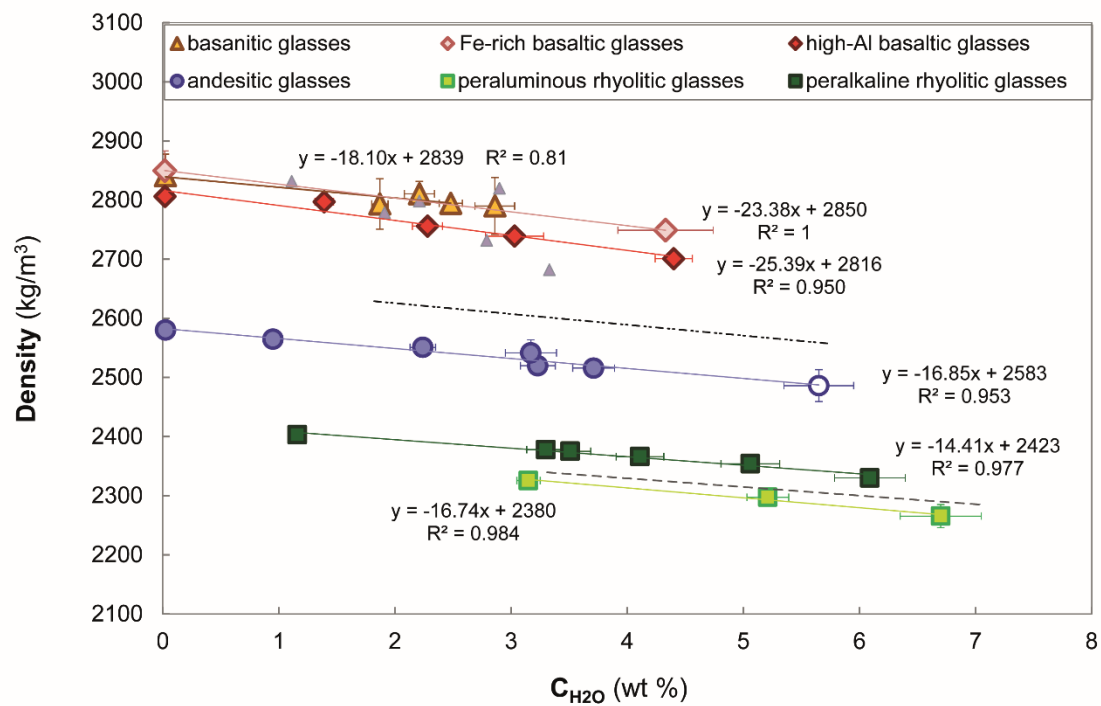 3100
3000
2900
2800
2700
2600
2500
2400
2300
2200
2100
Density (kg/m³)
basanitic glasses
Fe-rich basaltic glasses
high-Al basaltic glasses
andesitic glasses
peraluminous rhyolitic glasses
peralkaline rhyolitic glasses
y = -18.10x + 2839 R² = 0.81
y = -23.38x + 2850
R² = 1
y = -25.39x + 2816
R² = 0.950
y = -16.85x + 2583
R² = 0.953
y = -14.41x + 2423
R² = 0.977
y = -16.74x + 2380
R² = 0.984
0 1 2 3 4 5 6 7 8
C_H2O (wt %)